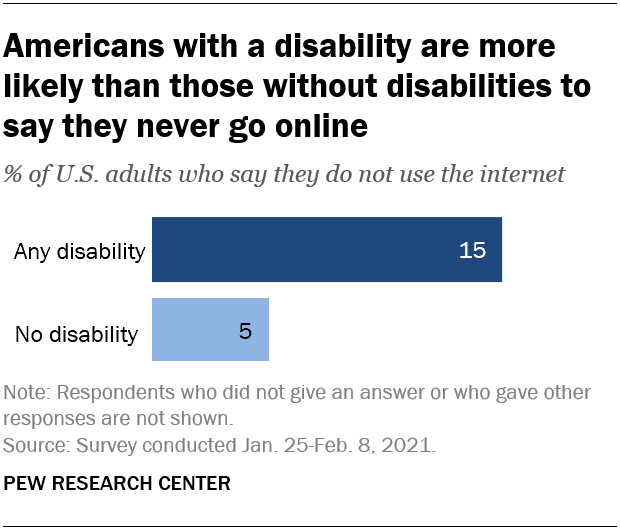 Americans with a disability are more
likely than those without disabilities to
say they never go online
% of U.S. adults who say they do not use the internet
Any disability 15
No disability 5
Note: Respondents who did not give an answer or who gave other
responses are not shown.
Source: Survey conducted Jan. 25-Feb. 8, 2021.
PEW RESEARCH CENTER